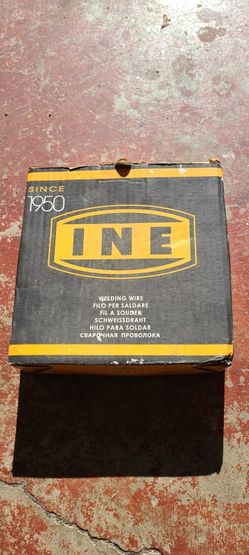 SINCE
1950
INE
WELDING WIRE
FILO PER SALDARE
FIL A SOUDER
SCHWEISSDRAHT
HILO PARA SOLDAR
СВАРОЧНАЯ ПРОВОЛОКА